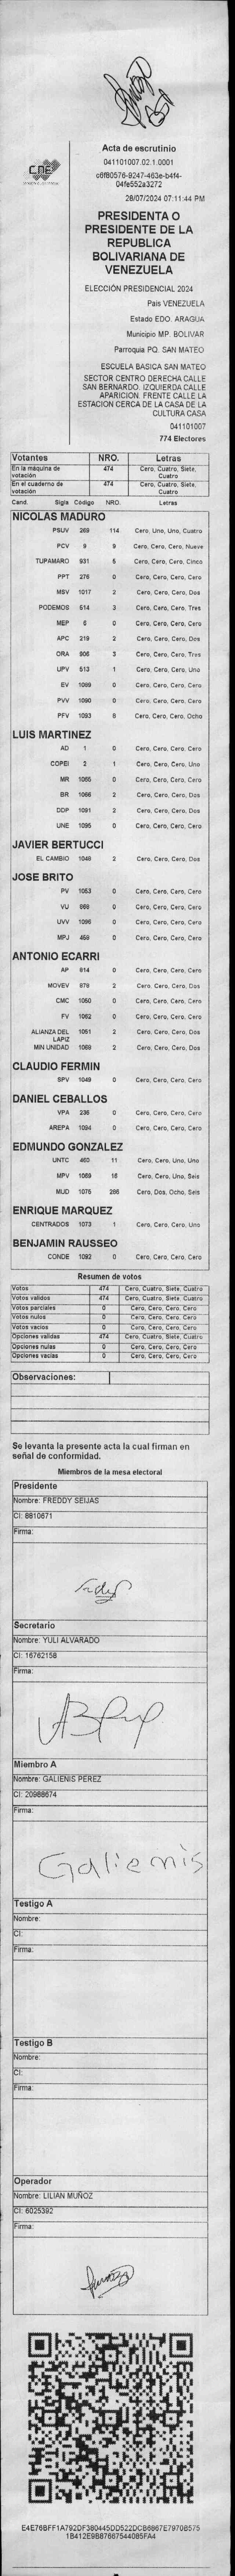 CNE
Acta de escrutinio
041101007.02.1.0001
c6f80576-9247-463e-b4f4-
04fe552a3272
28/07/2024 07:11:44 PM
PRESIDENTA O
PRESIDENTE DE LA
REPUBLICA
BOLIVARIANA DE
VENEZUELA
ELECCIÓN PRESIDENCIAL 2024
Pais VENEZUELA
Estado EDO. ARAGUA
Municipio MP. BOLIVAR
Parroquia PQ. SAN MATEO
ESCUELA BASICA SAN MATEO
SECTOR CENTRO DERECHA CALLE
SAN BERNARDO. IZQUIERDA CALLE
APARICION. FRENTE CALLE LA
ESTACION CERCA DE LA CASA DE LA
CULTURA CASA
041101007
774 Electores
Votantes NRO. Letras
En la máquina de votación 474 Cero, Cuatro, Siete, Cuatro
En el cuaderno de votación 474 Cero, Cuatro, Siete, Cuatro
Cand. Sigla Código NRO. Letras
NICOLAS MADURO
PSUV 269 114 Cero, Uno, Uno, Cuatro
PCV 9 9 Cero, Cero, Cero, Nueve
TUPAMARO 931 5 Cero, Cero, Cero, Cinco
PPT 276 0 Cero, Cero, Cero, Cero
MSV 1017 2 Cero, Cero, Cero, Dos
PODEMOS 514 3 Cero, Cero, Cero, Tres
MEP 6 0 Cero, Cero, Cero, Cero
APC 219 2 Cero, Cero, Cero, Dos
ORA 906 3 Cero, Cero, Cero, Tres
UPV 513 1 Cero, Cero, Cero, Uno
EV 1089 0 Cero, Cero, Cero, Cero
PVV 1090 0 Cero, Cero, Cero, Cero
PFV 1093 8 Cero, Cero, Cero, Ocho
LUIS MARTINEZ
AD 1 0 Cero, Cero, Cero, Cero
COPEI 2 1 Cero, Cero, Cero, Uno
MR 1065 0 Cero, Cero, Cero, Cero
BR 1066 2 Cero, Cero, Cero, Dos
DDP 1091 2 Cero, Cero, Cero, Dos
UNE 1095 0 Cero, Cero, Cero, Cero
JAVIER BERTUCCI
EL CAMBIO 1048 2 Cero, Cero, Cero, Dos
JOSE BRITO
PV 1053 0 Cero, Cero, Cero, Cero
VU 868 0 Cero, Cero, Cero, Cero
UVV 1096 0 Cero, Cero, Cero, Cero
MPJ 459 0 Cero, Cero, Cero, Cero
ANTONIO ECARRI
AP 814 0 Cero, Cero, Cero, Cero
MOVEV 879 2 Cero, Cero, Cero, Dos
CMC 1050 0 Cero, Cero, Cero, Cero
FV 1062 0 Cero, Cero, Cero, Cero
ALIANZA DEL LAPIZ 1051 2 Cero, Cero, Cero, Dos
MIN UNIDAD 1088 2 Cero, Cero, Cero, Dos
CLAUDIO FERMIN
SPV 1049 0 Cero, Cero, Cero, Cero
DANIEL CEBALLOS
VPA 236 0 Cero, Cero, Cero, Cero
AREPA 1094 0 Cero, Cero, Cero, Cero
EDMUNDO GONZALEZ
UNTC 460 11 Cero, Cero, Uno, Uno
MPV 1069 16 Cero, Cero, Uno, Seis
MUD 1076 286 Cero, Dos, Ocho, Seis
ENRIQUE MARQUEZ
CENTRADOS 1073 1 Cero, Cero, Cero, Uno
BENJAMIN RAUSSEO
CONDE 1092 0 Cero, Cero, Cero, Cero
Resumen de votos
Votos 474 Cero, Cuatro, Siete, Cuatro
Votos validos 474 Cero, Cuatro, Siete, Cuatro
Votos parciales 0 Cero, Cero, Cero, Cero
Votos nulos 0 Cero, Cero, Cero, Cero
Votos vacios 0 Cero, Cero, Cero, Cero
Opciones validas 474 Cero, Cuatro, Siete, Cuatro
Opciones nulas 0 Cero, Cero, Cero, Cero
Opciones vacias 0 Cero, Cero, Cero, Cero
Observaciones:
Se levanta la presente acta la cual firman en
señal de conformidad.
Miembros de la mesa electoral
Presidente
Nombre: FREDDY SEIJAS
CI: 8810671
Firma:
Secretario
Nombre: YULI ALVARADO
CI: 16762158
Firma:
Miembro A
Nombre: GALIENIS PEREZ
CI: 20988674
Firma:
Galienis
Testigo A
Nombre:
CI:
Firma:
Testigo B
Nombre:
CI:
Firma:
Operador
Nombre: LILIAN MUÑOZ
CI: 6025392
Firma:
E4E76BFF1A792DF380445DD522DCB6867E7970B575
1B412E9B87667544085FA4